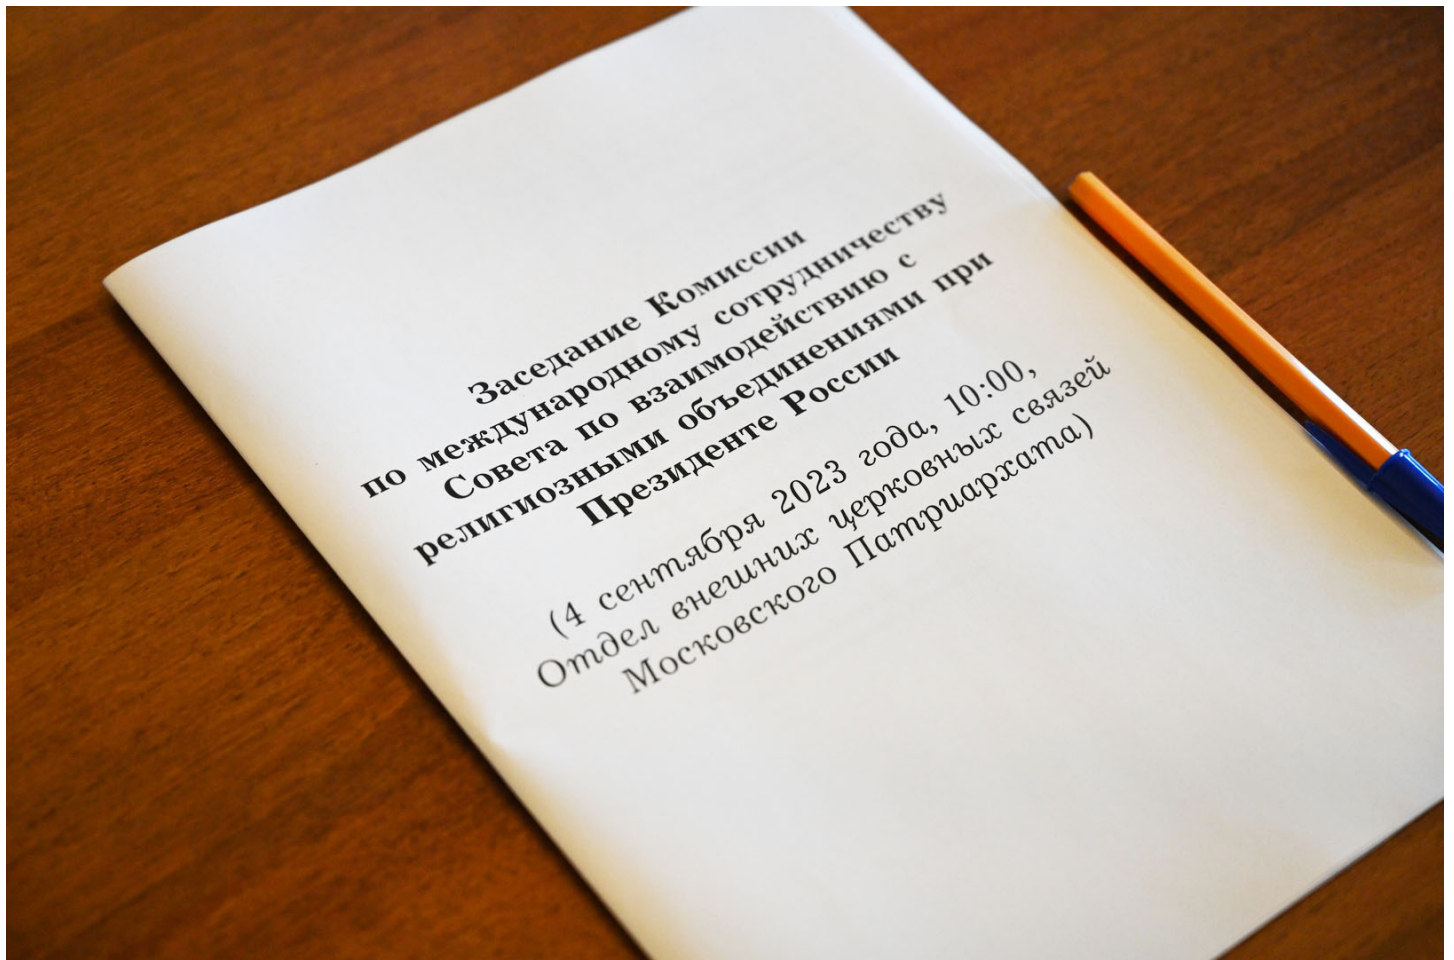 Заседание Комиссии
по международному сотрудничеству
Совета по взаимодействию с
религиозными объединениями при
Президенте России
(4 сентября 2023 года, 10:00,
Отдел внешних церковных связей
Московского Патриархата)